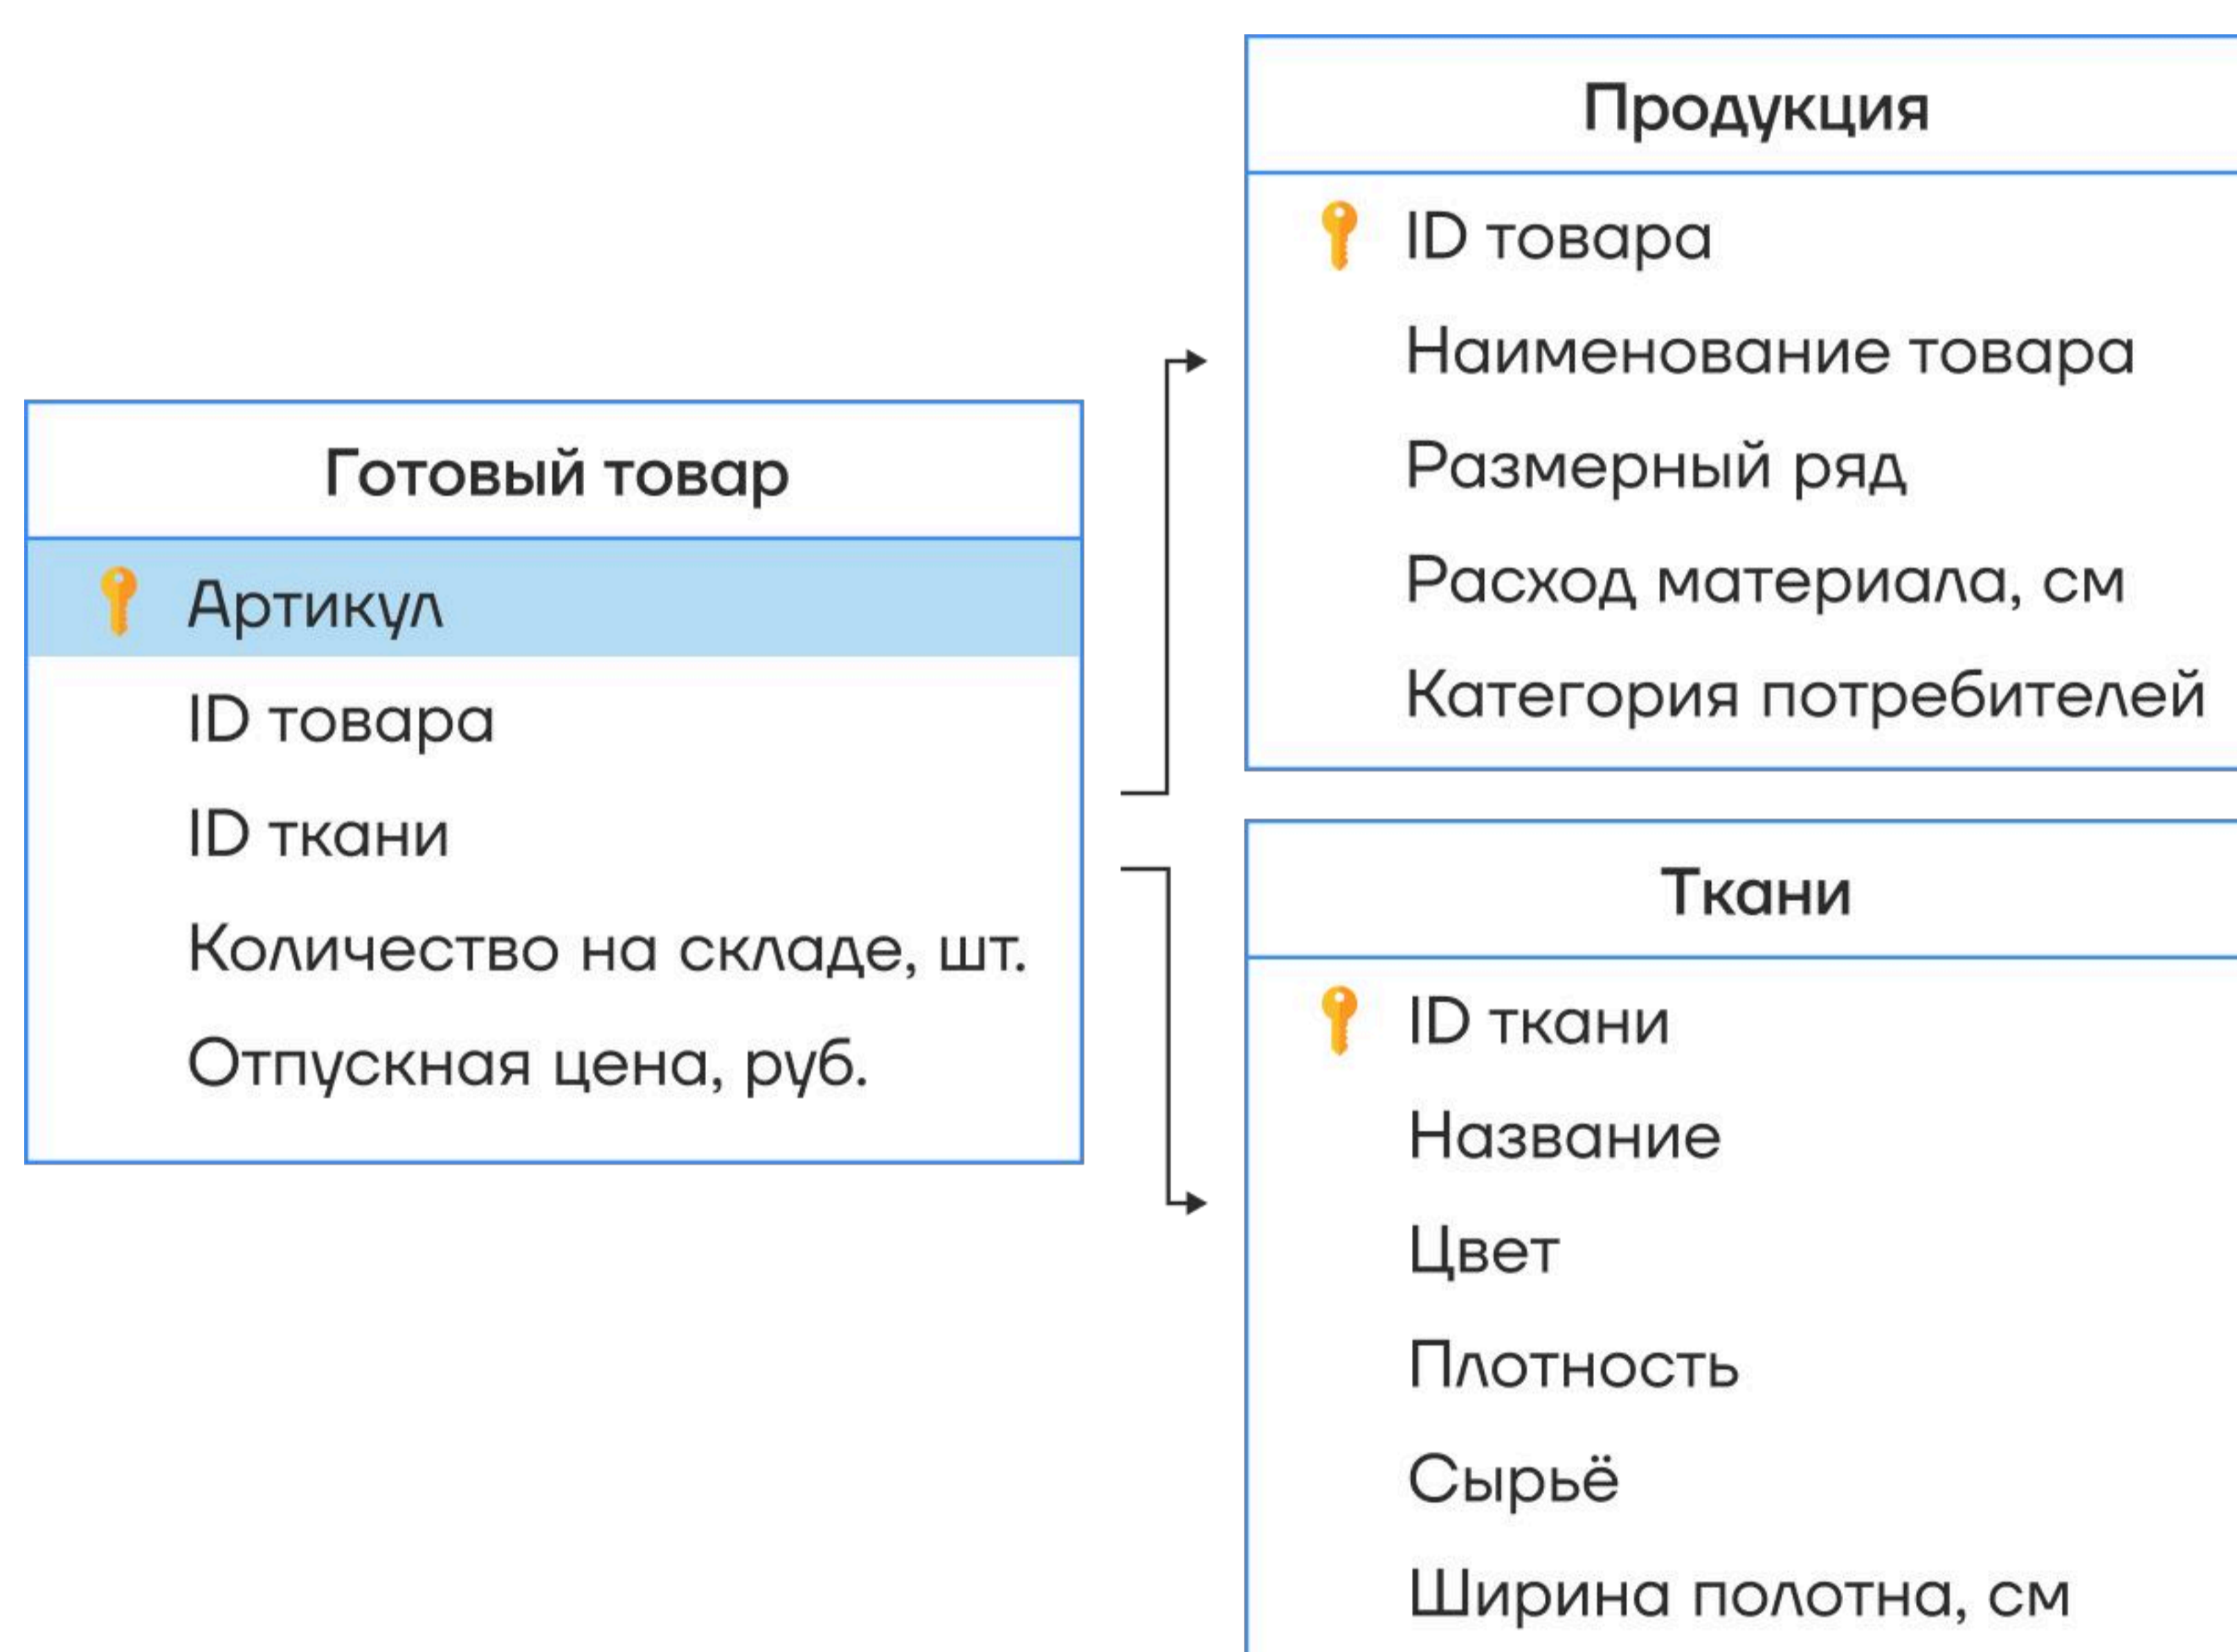 Продукция
ID товара
Наименование товара
Размерный ряд
Расход материала, см
Категория потребителей
Готовый товар
Артикул
ID товара
ID ткани
Количество на складе, шт.
Отпускная цена, руб.
Ткани
ID ткани
Название
Цвет
Плотность
Сырьё
Ширина полотна, см